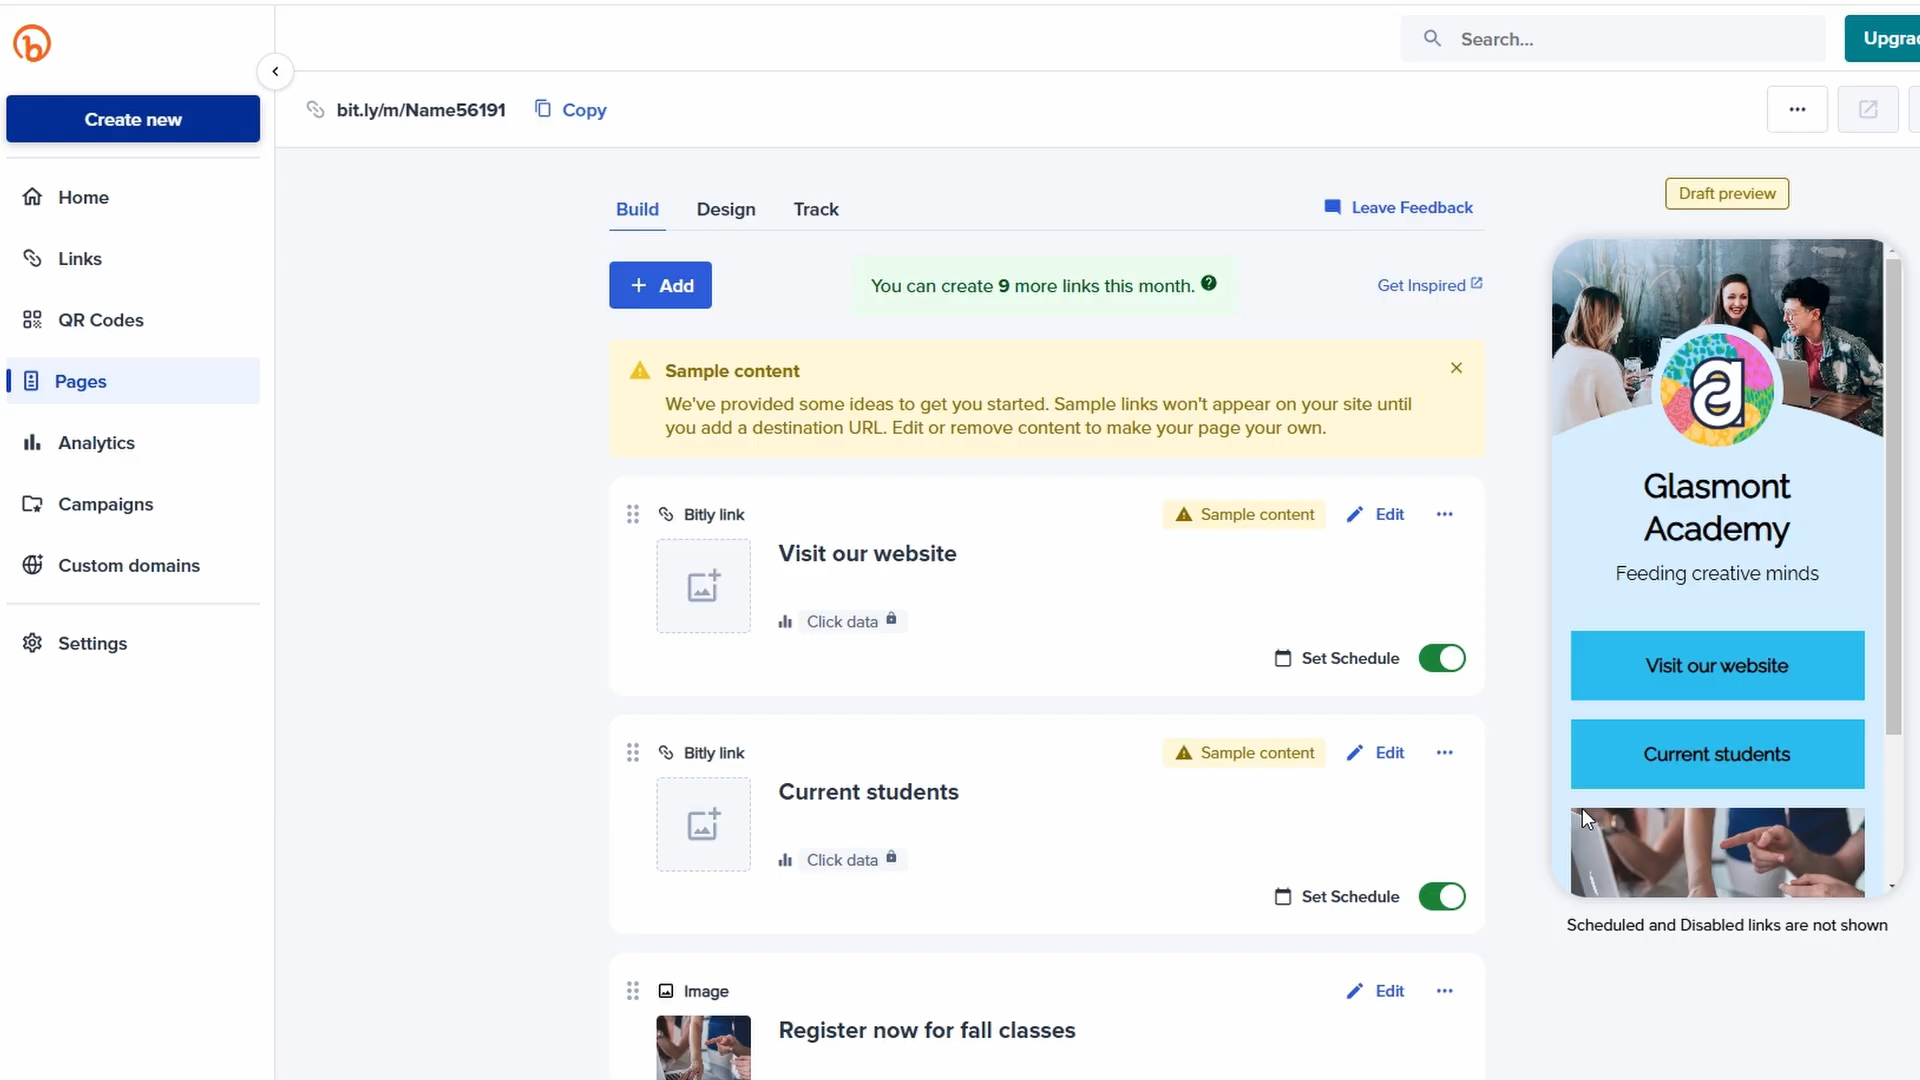 Search...
Upgrad
Create new
bit.ly/m/Name56191
Copy
Home
Links
QR Codes
Pages
Analytics
Campaigns
Custom domains
Settings
Build
Design
Track
Leave Feedback
Add
You can create 9 more links this month.
Get Inspired
Sample content
We've provided some ideas to get you started. Sample links won't appear on your site until
you add a destination URL. Edit or remove content to make your page your own.
Bitly link
Sample content
Edit
Visit our website
Click data
Set Schedule
Bitly link
Sample content
Edit
Current students
Click data
Set Schedule
Image
Edit
Register now for fall classes
Draft preview
Glasmont
Academy
Feeding creative minds
Visit our website
Current students
Scheduled and Disabled links are not shown